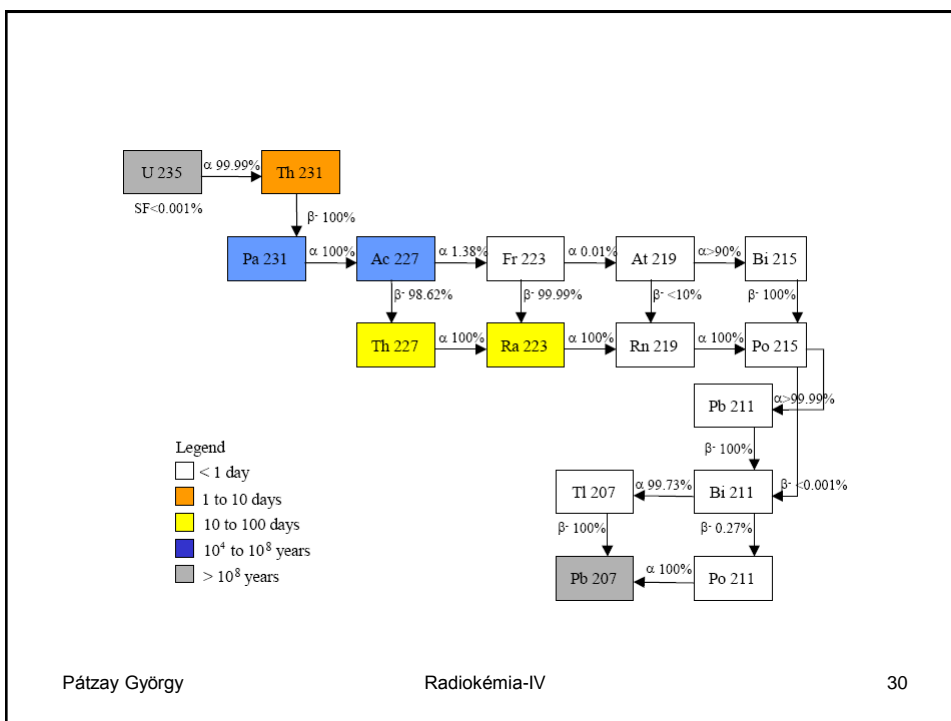 U 235
α 99.99%
Th 231
SF<0.001%
β- 100%
Pa 231
α 100%
Ac 227
α 1.38%
Fr 223
α 0.01%
At 219
α>90%
Bi 215
β- 98.62%
β- 99.99%
β- <10%
β- 100%
Th 227
α 100%
Ra 223
α 100%
Rn 219
α 100%
Po 215
Pb 211
α>99.99%
β- 100%
Tl 207
α 99.73%
Bi 211
β- <0.001%
β- 100%
β- 0.27%
Pb 207
α 100%
Po 211
Legend
< 1 day
1 to 10 days
10 to 100 days
10⁴ to 10⁸ years
> 10⁸ years
Pátzay György
Radiokémia-IV
30